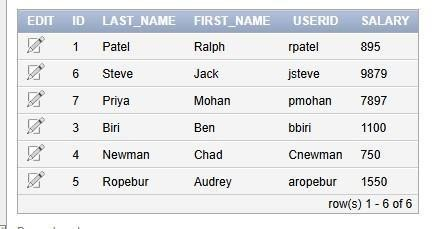 EDIT ID LAST_NAME FIRST_NAME USERID SALARY
1 Patel Ralph rpatel 895
6 Steve Jack jsteve 9879
7 Priya Mohan pmohan 7897
3 Biri Ben bbiri 1100
4 Newman Chad Cnewman 750
5 Ropebur Audrey aropebur 1550
row(s) 1 - 6 of 6